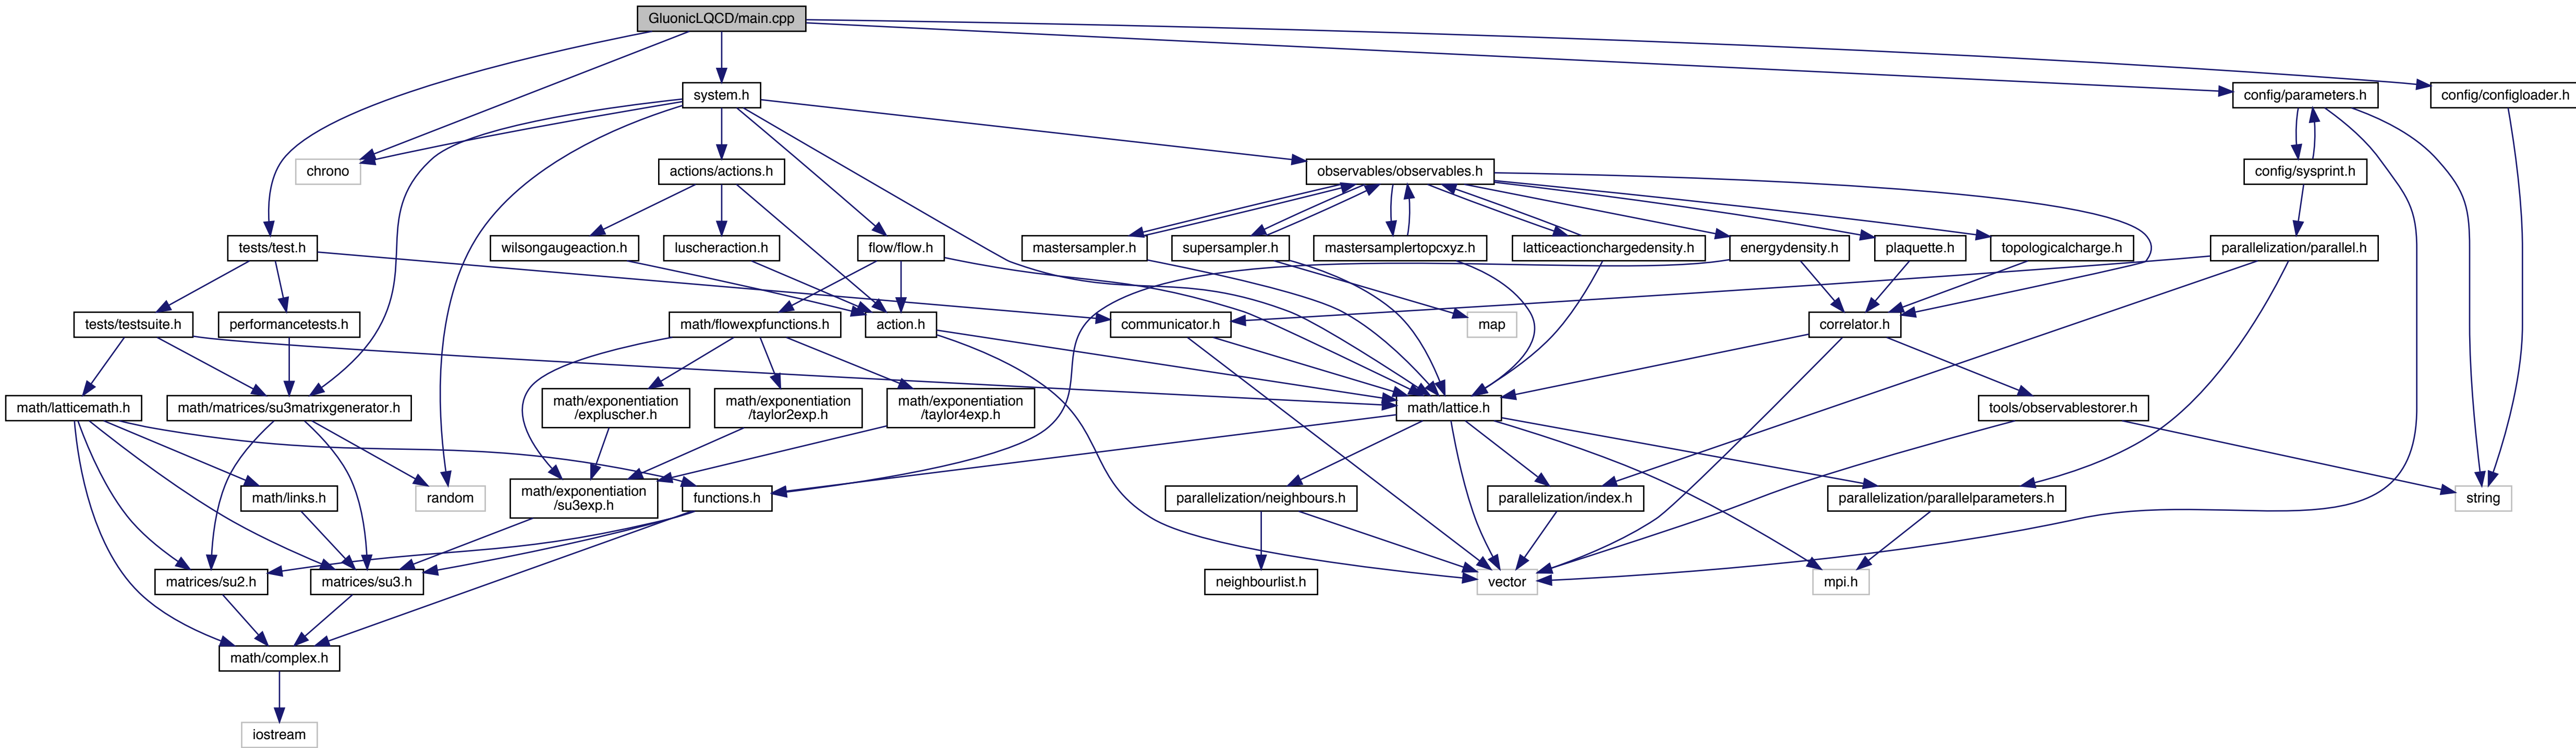 GluonicLQCD/main.cpp
system.h
config/parameters.h
config/configloader.h
chrono
actions/actions.h
observables/observables.h
config/sysprint.h
tests/test.h
wilsongaugeaction.h
luscheraction.h
flow/flow.h
mastersampler.h
supersampler.h
mastersamplertopcxyz.h
latticeactionchargedensity.h
energydensity.h
plaquette.h
topologicalcharge.h
parallelization/parallel.h
tests/testsuite.h
performancetests.h
math/flowexpfunctions.h
action.h
communicator.h
map
correlator.h
math/latticemath.h
math/matrices/su3matrixgenerator.h
math/exponentiation
/expluscher.h
math/exponentiation
/taylor2exp.h
math/exponentiation
/taylor4exp.h
math/lattice.h
tools/observablestorer.h
math/links.h
random
math/exponentiation
/su3exp.h
functions.h
parallelization/neighbours.h
parallelization/index.h
parallelization/parallelparameters.h
string
matrices/su2.h
matrices/su3.h
neighbourlist.h
vector
mpi.h
math/complex.h
iostream